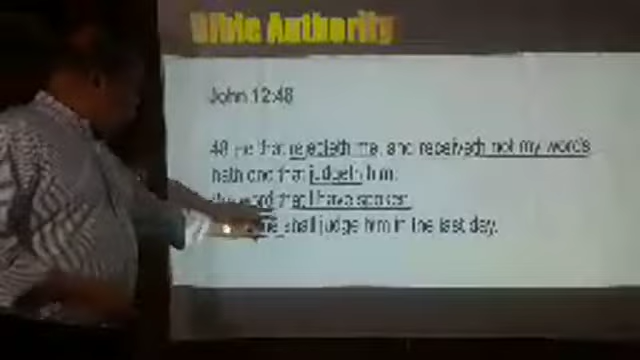 Bible Authority
John 12:48
48 He that rejecteth me, and receiveth not my words
hath one that judgeth him:
the word that I have spoken,
shall judge him in the last day.